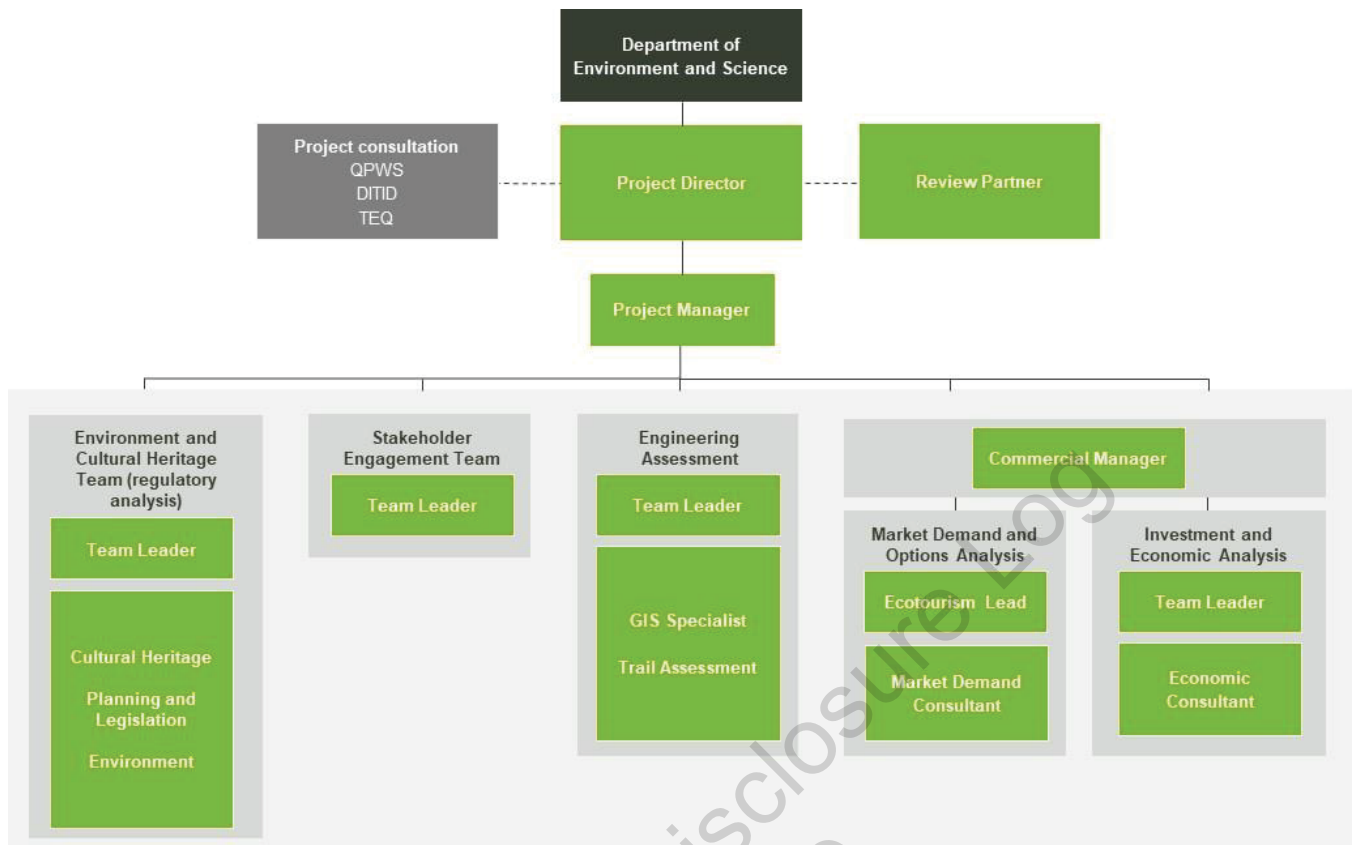 Department of
Environment and Science
Project consultation
QPWS
DITID
TEQ
Project Director
Review Partner
Project Manager
Environment and
Cultural Heritage
Team (regulatory
analysis)
Team Leader
Cultural Heritage
Planning and
Legislation
Environment
Stakeholder
Engagement Team
Team Leader
Engineering
Assessment
Team Leader
GIS Specialist
Trail Assessment
Commercial Manager
Market Demand and
Options Analysis
Ecotourism Lead
Market Demand
Consultant
Investment and
Economic Analysis
Team Leader
Economic
Consultant
Log